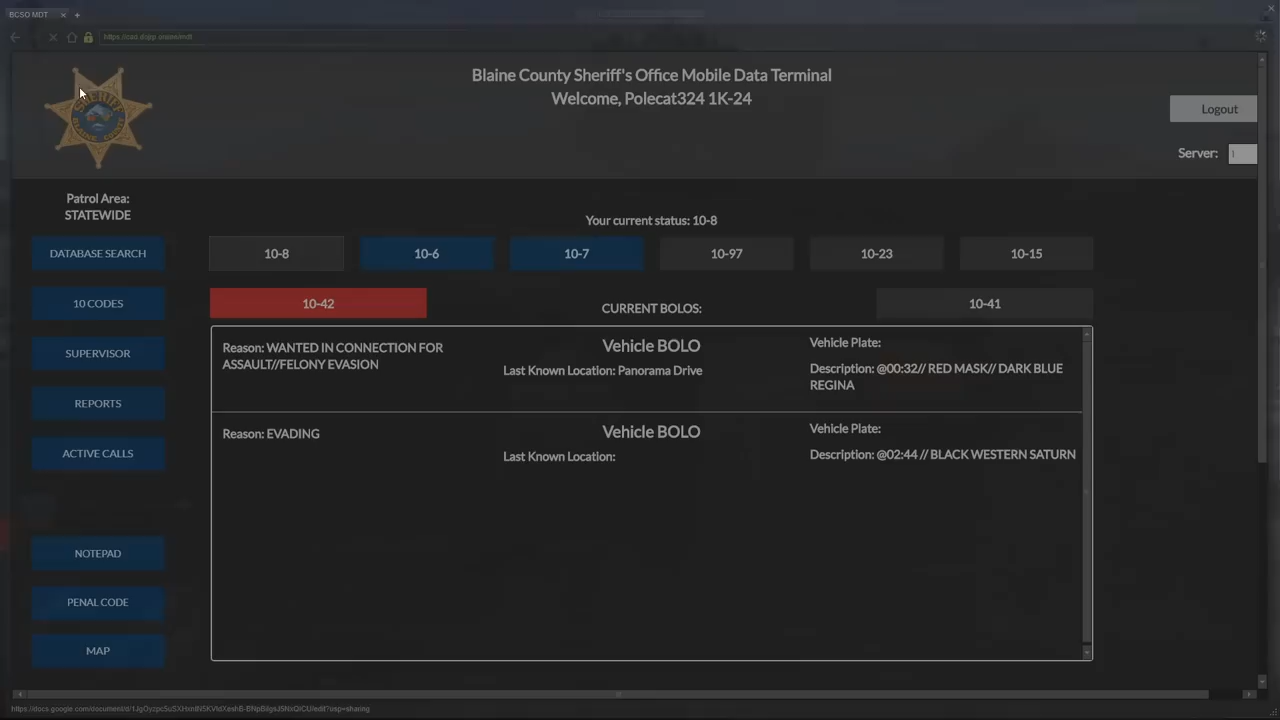 BCSO MDT
Blaine County Sheriff's Office Mobile Data Terminal
Welcome, Polecat324 1K-24
SHERIFF
Logout
Server: 1
Patrol Area:
STATEWIDE
Your current status: 10-8
DATABASE SEARCH
10-8
10-6
10-7
10-97
10-23
10-15
10 CODES
10-42
CURRENT BOLOS:
10-41
SUPERVISOR
REPORTS
ACTIVE CALLS
NOTEPAD
PENAL CODE
MAP
Reason: WANTED IN CONNECTION FOR
ASSAULT//FELONY EVASION
Vehicle BOLO
Last Known Location: Panorama Drive
Vehicle Plate:
Description: @00:32// RED MASK// DARK BLUE
REGINA
Reason: EVADING
Vehicle BOLO
Last Known Location:
Vehicle Plate:
Description: @02:44 // BLACK WESTERN SATURN